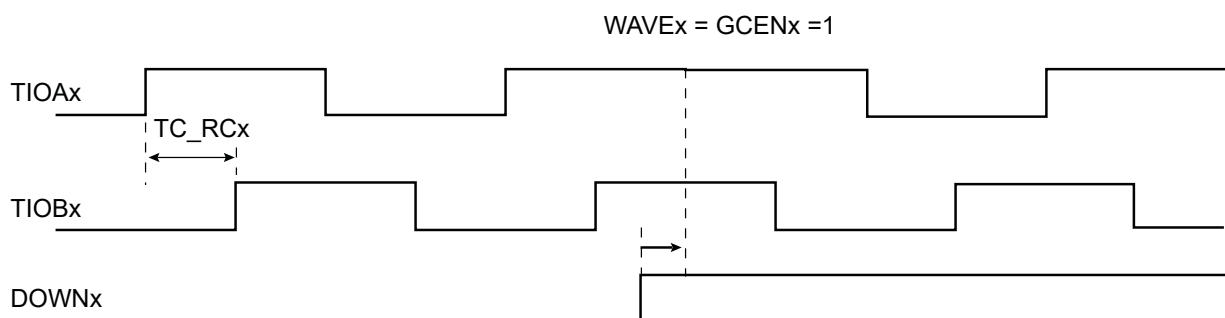 WAVEx = GCENx =1
TIOAx
TC_RCx
TIOBx
DOWNx